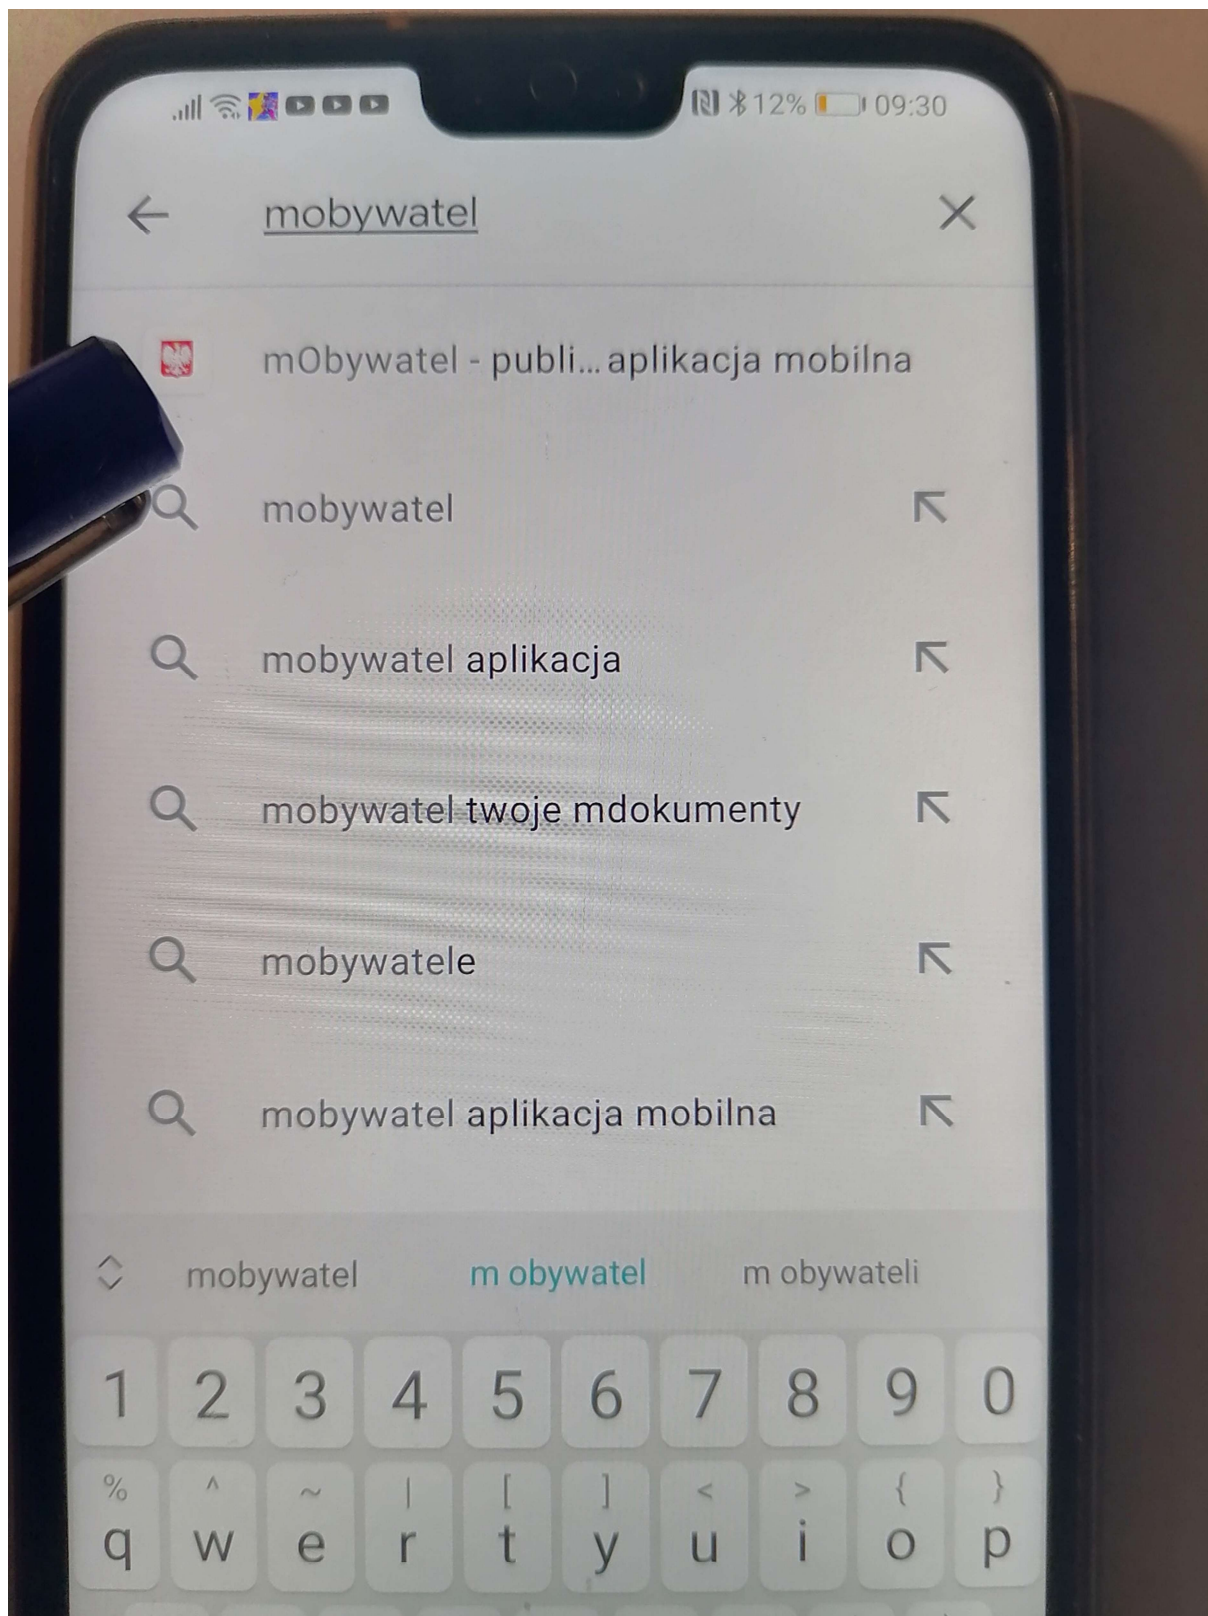 12% 09:30
mobywatel
mObywatel - publi... aplikacja mobilna
mobywatel
mobywatel aplikacja
mobywatel twoje mdokumenty
mobywatele
mobywatel aplikacja mobilna
mobywatel m obywatel m obywateli
1 2 3 4 5 6 7 8 9 0
% ^ ~ | [ ] < > { }
q w e r t y u i o p